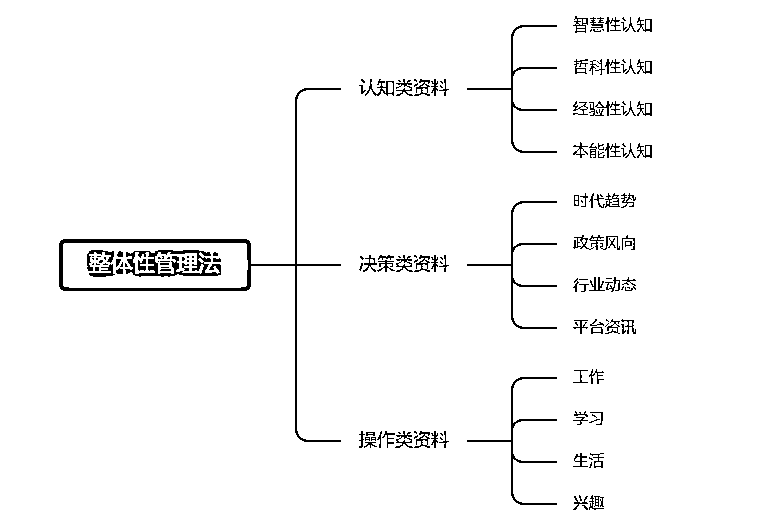 整体性管理法
认知类资料
智慧性认知
哲科性认知
经验性认知
本能性认知
决策类资料
时代趋势
政策风向
行业动态
平台资讯
操作类资料
工作
学习
生活
兴趣